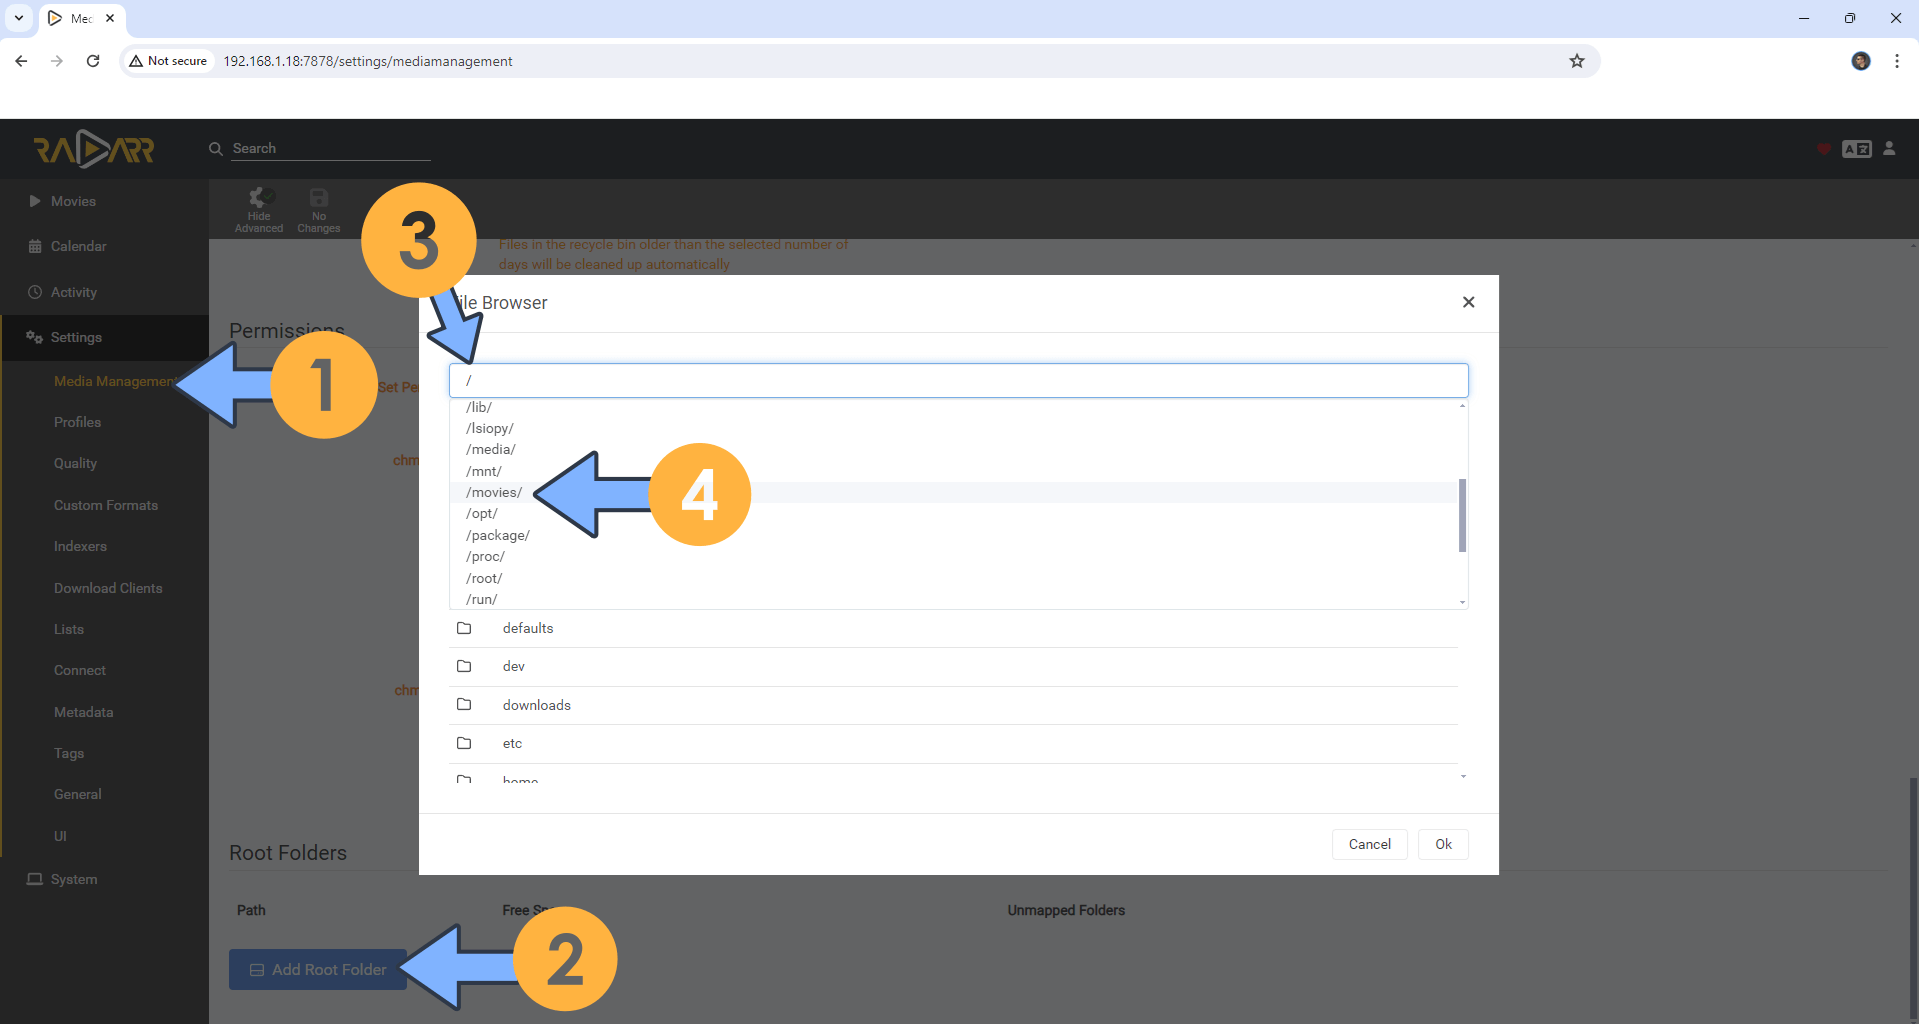 Mec
Not secure
192.168.1.18:7878/settings/mediamanagement
RADARR
Search
Movies
Calendar
Activity
Settings
Media Management
Profiles
Quality
Custom Formats
Indexers
Download Clients
Lists
Connect
Metadata
Tags
General
UI
System
Hide
Advanced
No
Changes
3
Files in the recycle bin older than the selected number of
days will be cleaned up automatically
Permissions
1
Set Pe
chm
chm
File Browser
/
/lib/
/lsiopy/
/media/
/mnt/
/movies/
4
/opt/
/package/
/proc/
/root/
/run/
defaults
dev
downloads
etc
home
Cancel
Ok
Root Folders
Path
Free Sp
Unmapped Folders
Add Root Folder
2